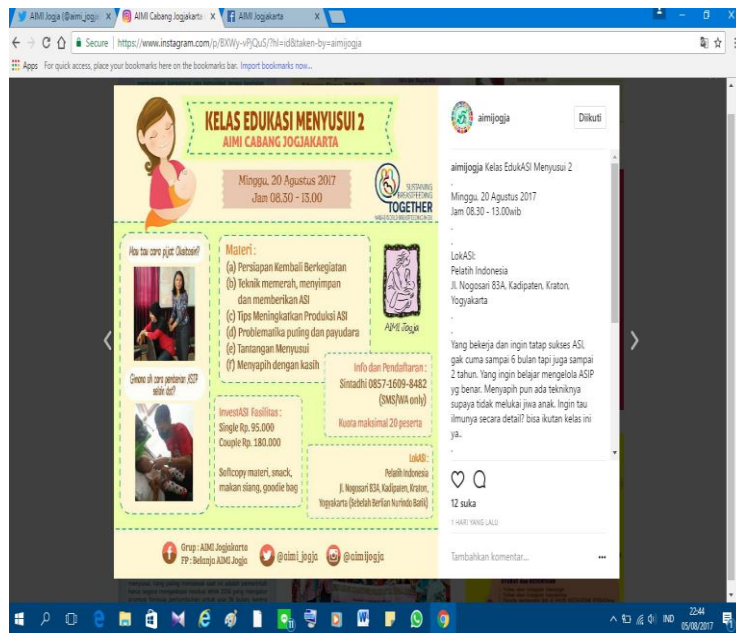 AIMI Jogja (@aimi_jogja
AIMI Cabang Jogjakarta
AIMI Jogjakarta
Secure
https://www.instagram.com/p/BXWy-vPJQuS/?hl=id&taken-by=aimijogja
Apps
For quick access, place your bookmarks here on the bookmarks bar. Import bookmarks now...
KELAS EDUKASI MENYUSUI 2
AIMI CABANG JOGJAKARTA
Minggu, 20 Agustus 2017
Jam 08.30 - 13.00
SUSTAINING
BREASTFEEDING
TOGETHER
Mau tau cara pijat Oksitosin?
Materi :
(a) Persiapan Kembali Berkegiatan
(b) Teknik memerah, menyimpan
dan memberikan ASI
(c) Tips Meningkatkan Produksi ASI
(d) Problematika puting dan payudara
(e) Tantangan Menyusui
(f) Menyapih dengan kasih
AIMI Jogja
Gimana sih cara pemberian ASIP
selain dot?
Info dan Pendaftaran :
Sintadhi 0857-1609-8482
(SMS/WA only)
Kuota maksimal 20 peserta
InvestASI Fasilitas :
Single Rp. 95.000
Couple Rp. 180.000
Softcopy materi, snack,
makan siang, goodie bag
LokASI :
Pelatih Indonesia
Jl. Nogosari 83A, Kadipaten, Kraton,
Yogyakarta (Sebelah Berlian Nurindo Batik)
Grup : AIMI Jogjakarta
FP : Belanja AIMI Jogja
@aimi_jogja
@aimijogja
aimijogja
Diikuti
aimijogja Kelas EdukASI Menyusui 2
.
Minggu, 20 Agustus 2017
Jam 08.30 - 13.00wib
.
.
LokASI:
Pelatih Indonesia
Jl. Nogosari 83A, Kadipaten, Kraton,
Yogyakarta
.
.
Yang bekerja dan ingin tatap sukses ASI,
gak cuma sampai 6 bulan tapi juga sampai
2 tahun. Yang ingin belajar mengelola ASIP
yg benar. Menyapih pun ada tekniknya
supaya tidak melukai jiwa anak. Ingin tau
ilmunya secara detail? bisa ikutan kelas ini
ya..
.
12 suka
1 HARI YANG LALU
Tambahkan komentar...
IND
22:44
05/08/2017